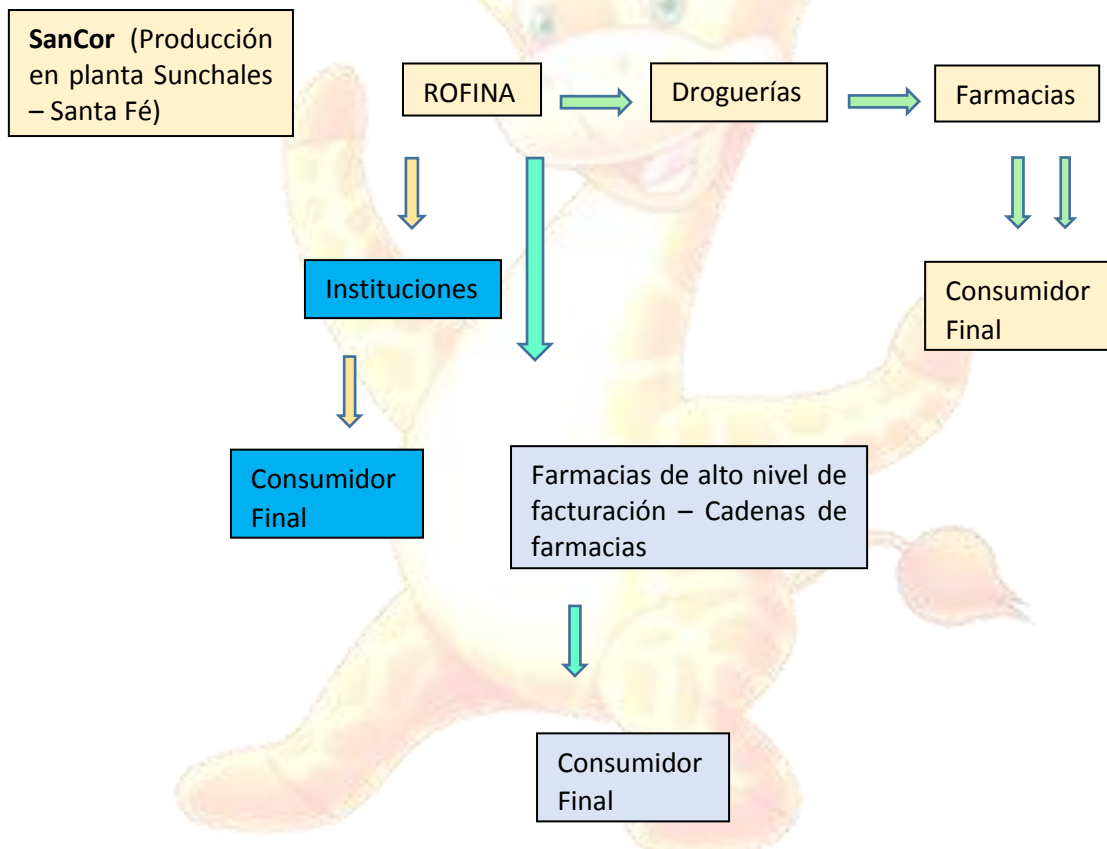 SanCor (Producción
en planta Sunchales
– Santa Fé)
ROFINA
Droguerías
Farmacias
Instituciones
Consumidor
Final
Consumidor
Final
Farmacias de alto nivel de
facturación – Cadenas de
farmacias
Consumidor
Final